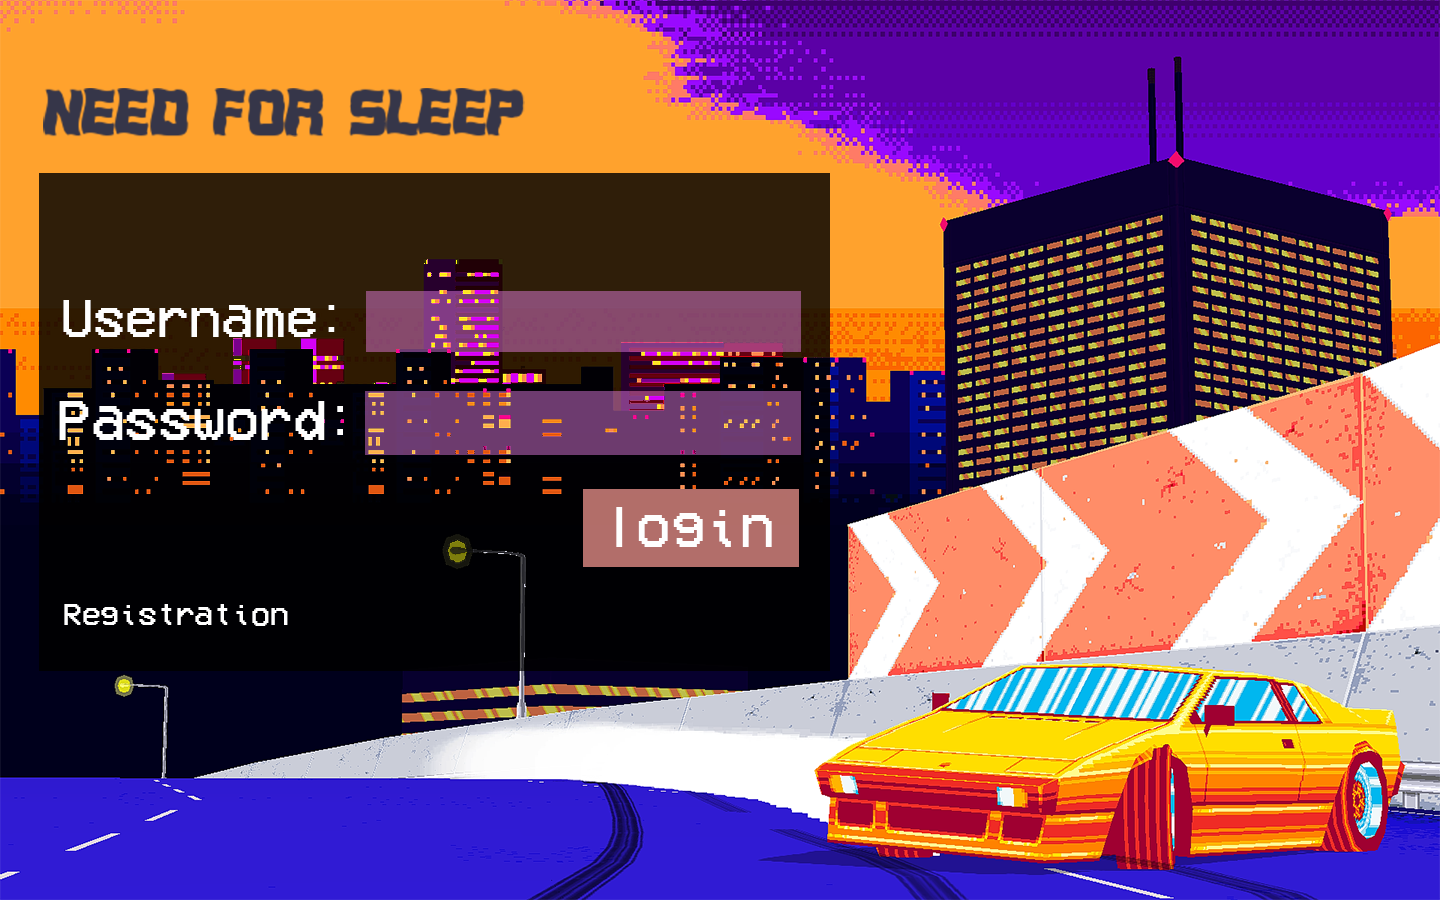 NEED FOR SLEEP
Username:
Password:
login
Registration